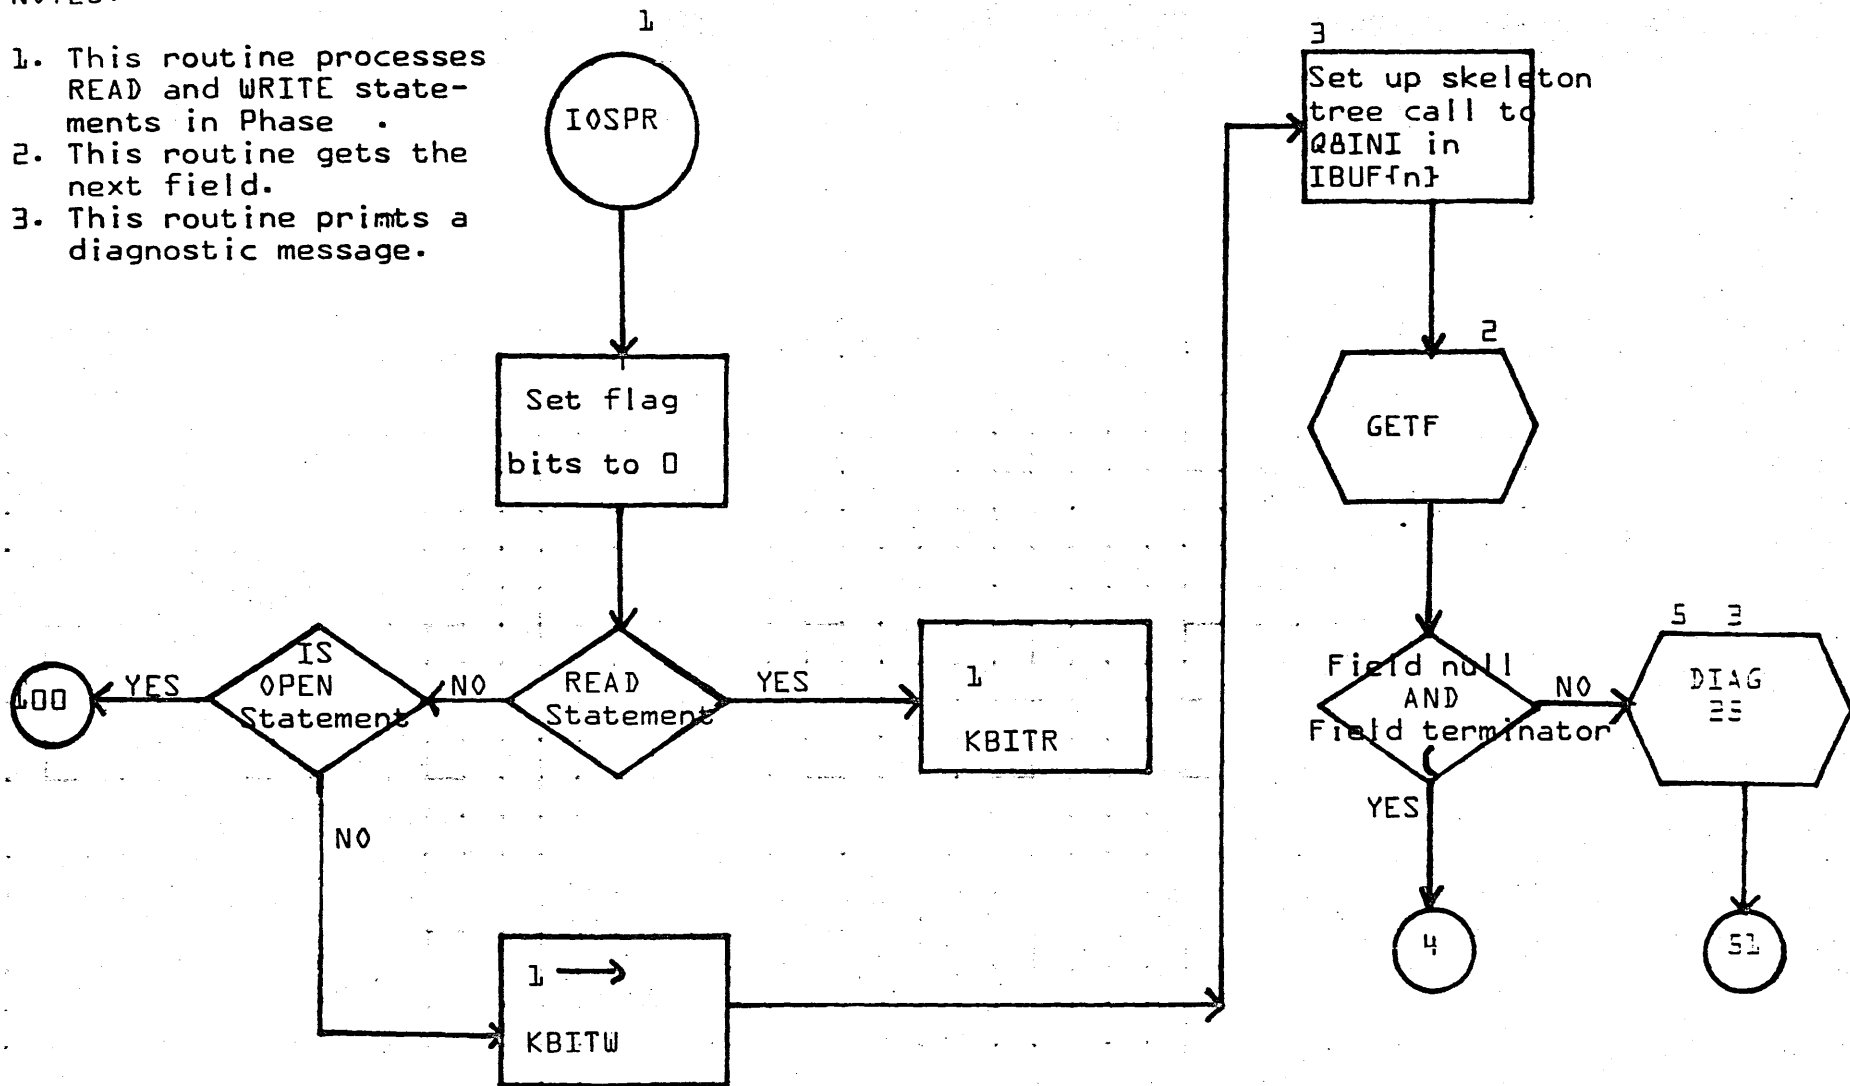 NOTES:
1. This routine processes
READ and WRITE state-
ments in Phase .
2. This routine gets the
next field.
3. This routine primts a
diagnostic message.
1
IOSPR
Set flag
bits to 0
READ
Statement
YES
NO
1
KBITR
IS
OPEN
Statement
YES
100
NO
1
KBITW
3
Set up skeleton
tree call to
Q8INI in
IBUF{n}
2
GETF
Field null
AND
Field terminator
(
NO
YES
5 3
DIAG
4
51